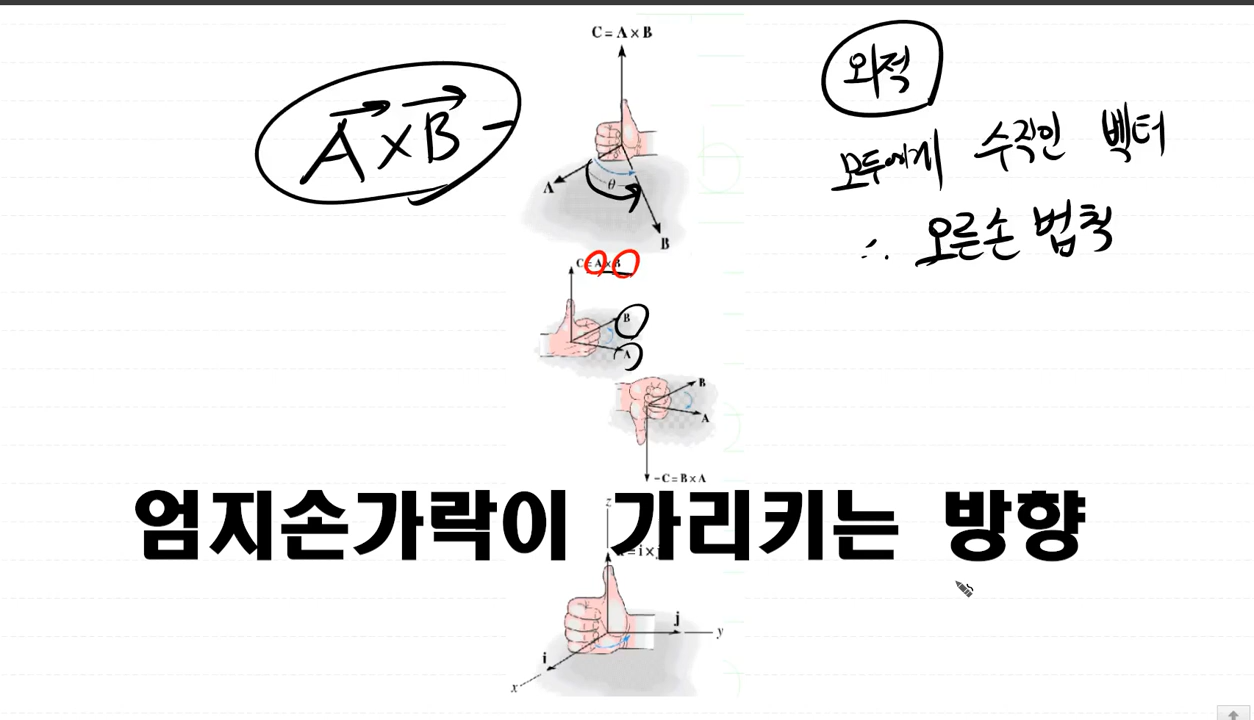 C = A × B
외적
A × B
모두에게 수직인 벡터
A
θ
B
∴ 오른손 법칙
C = A × B
B
A
B
A
-C = B × A
z
엄지손가락이 가리키는 방향
= i × j
j
y
i
x